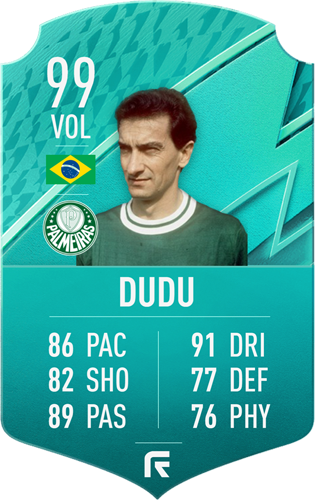 99
VOL
PALMEIRAS
DUDU
86 PAC 91 DRI
82 SHO 77 DEF
89 PAS 76 PHY